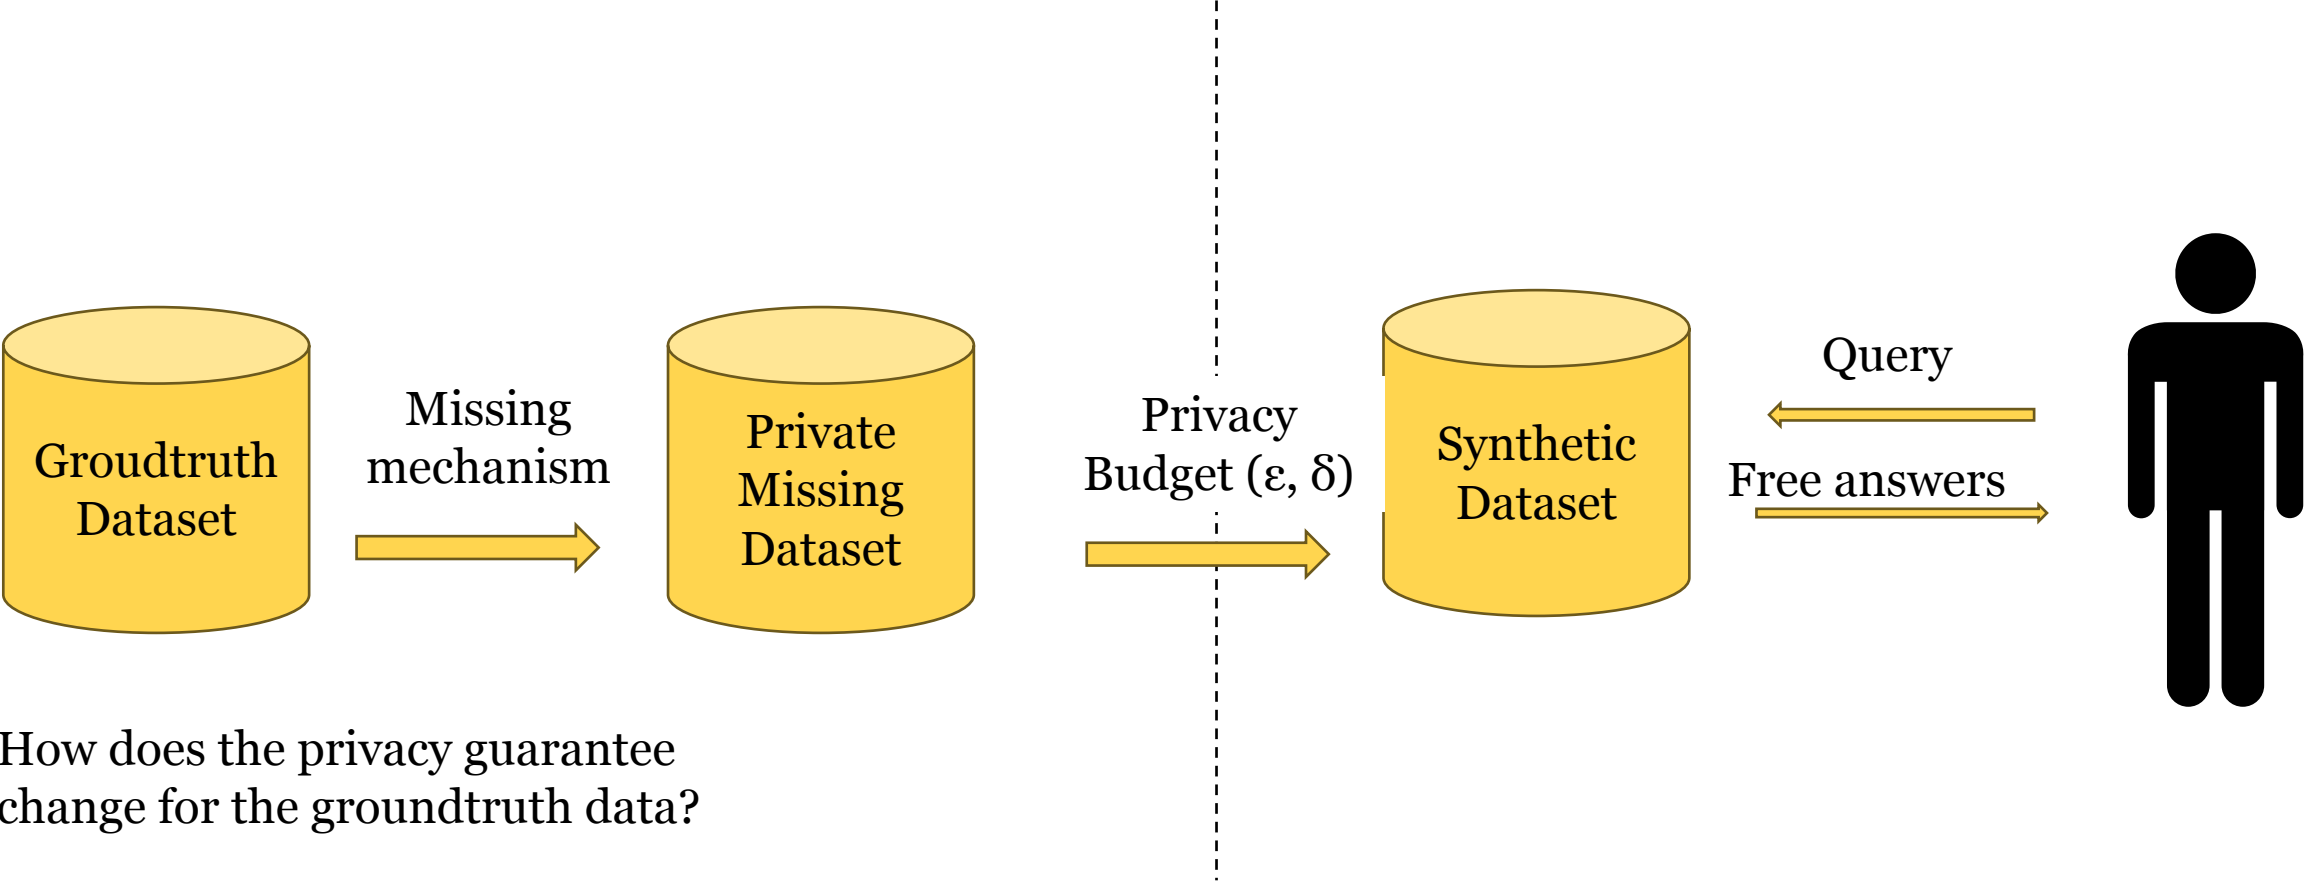 Groudtruth
Dataset
Missing
mechanism
Private
Missing
Dataset
Privacy
Budget (ε, δ)
Synthetic
Dataset
Query
Free answers
How does the privacy guarantee
change for the groundtruth data?